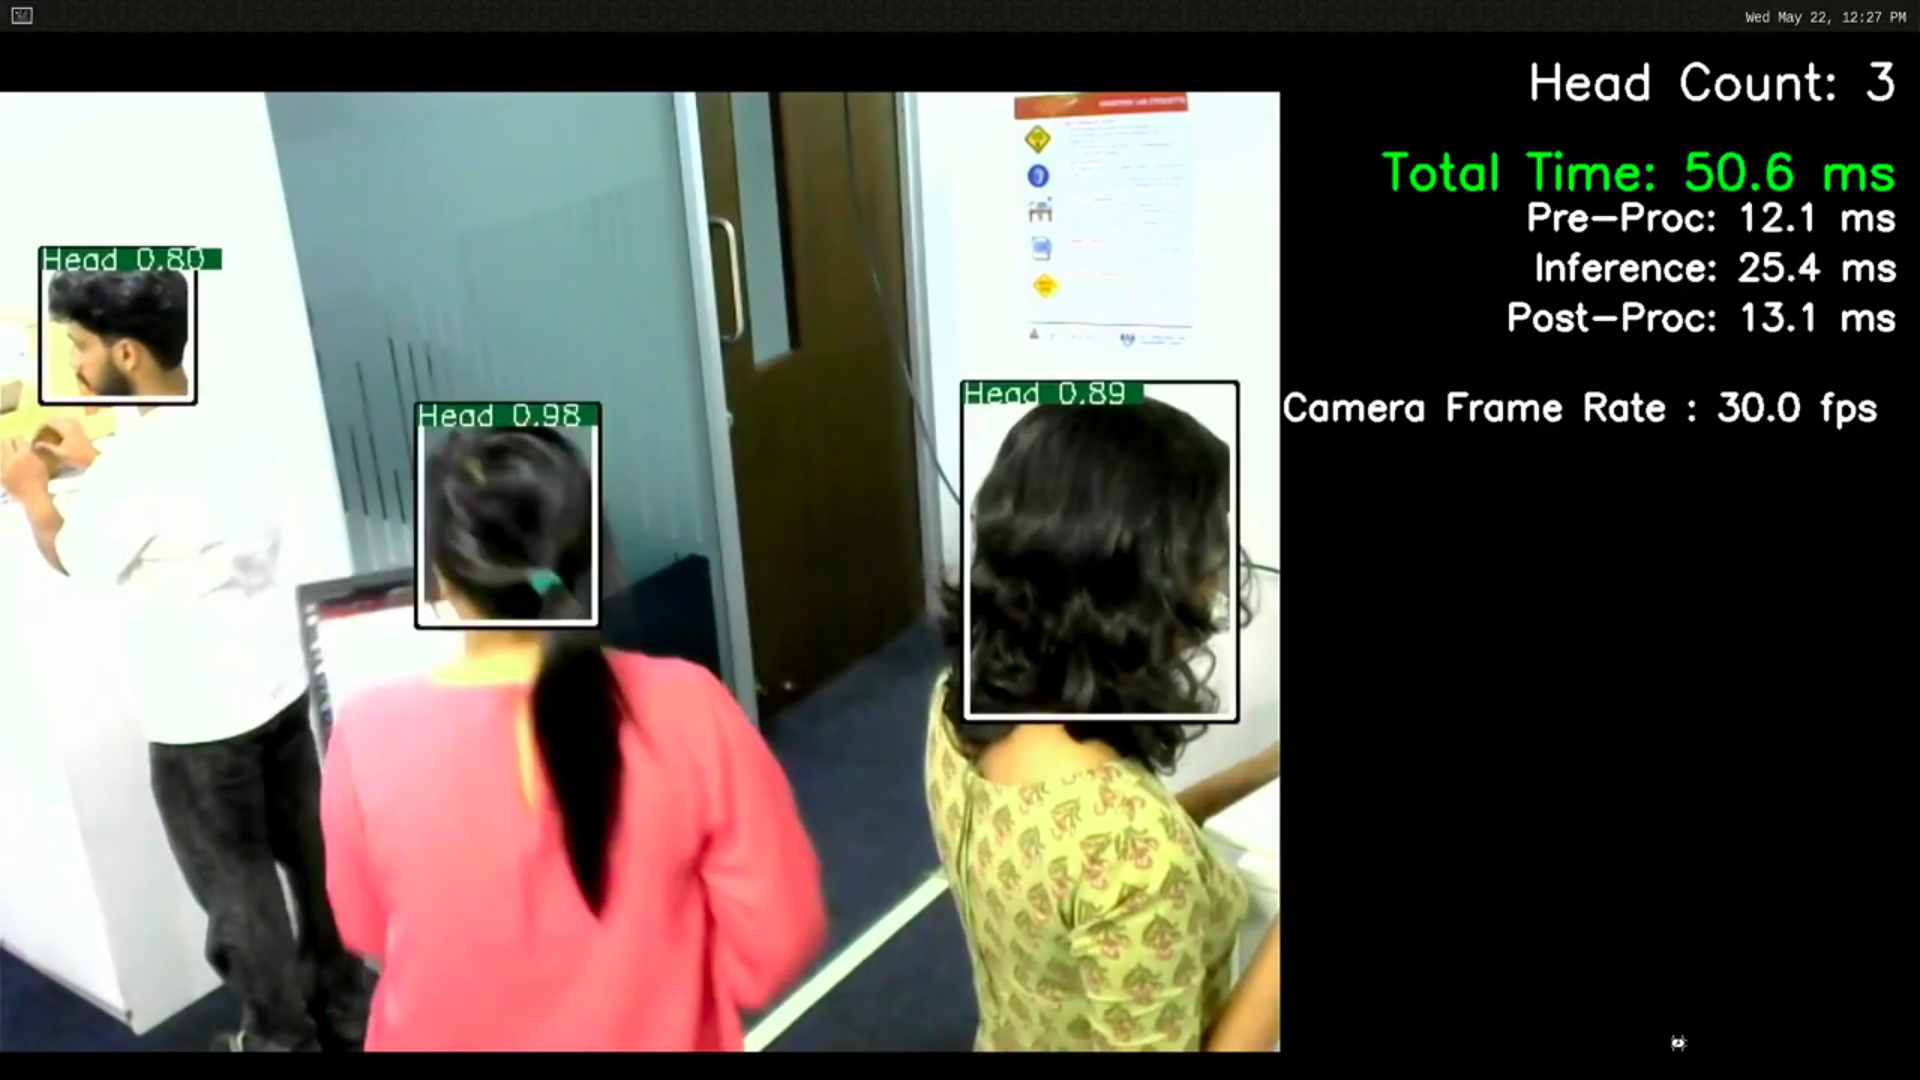 Wed May 22, 12:27 PM
Head Count: 3
Total Time: 50.6 ms
Pre-Proc: 12.1 ms
Inference: 25.4 ms
Post-Proc: 13.1 ms
Camera Frame Rate : 30.0 fps
Head 0.80
Head 0.98
Head 0.89